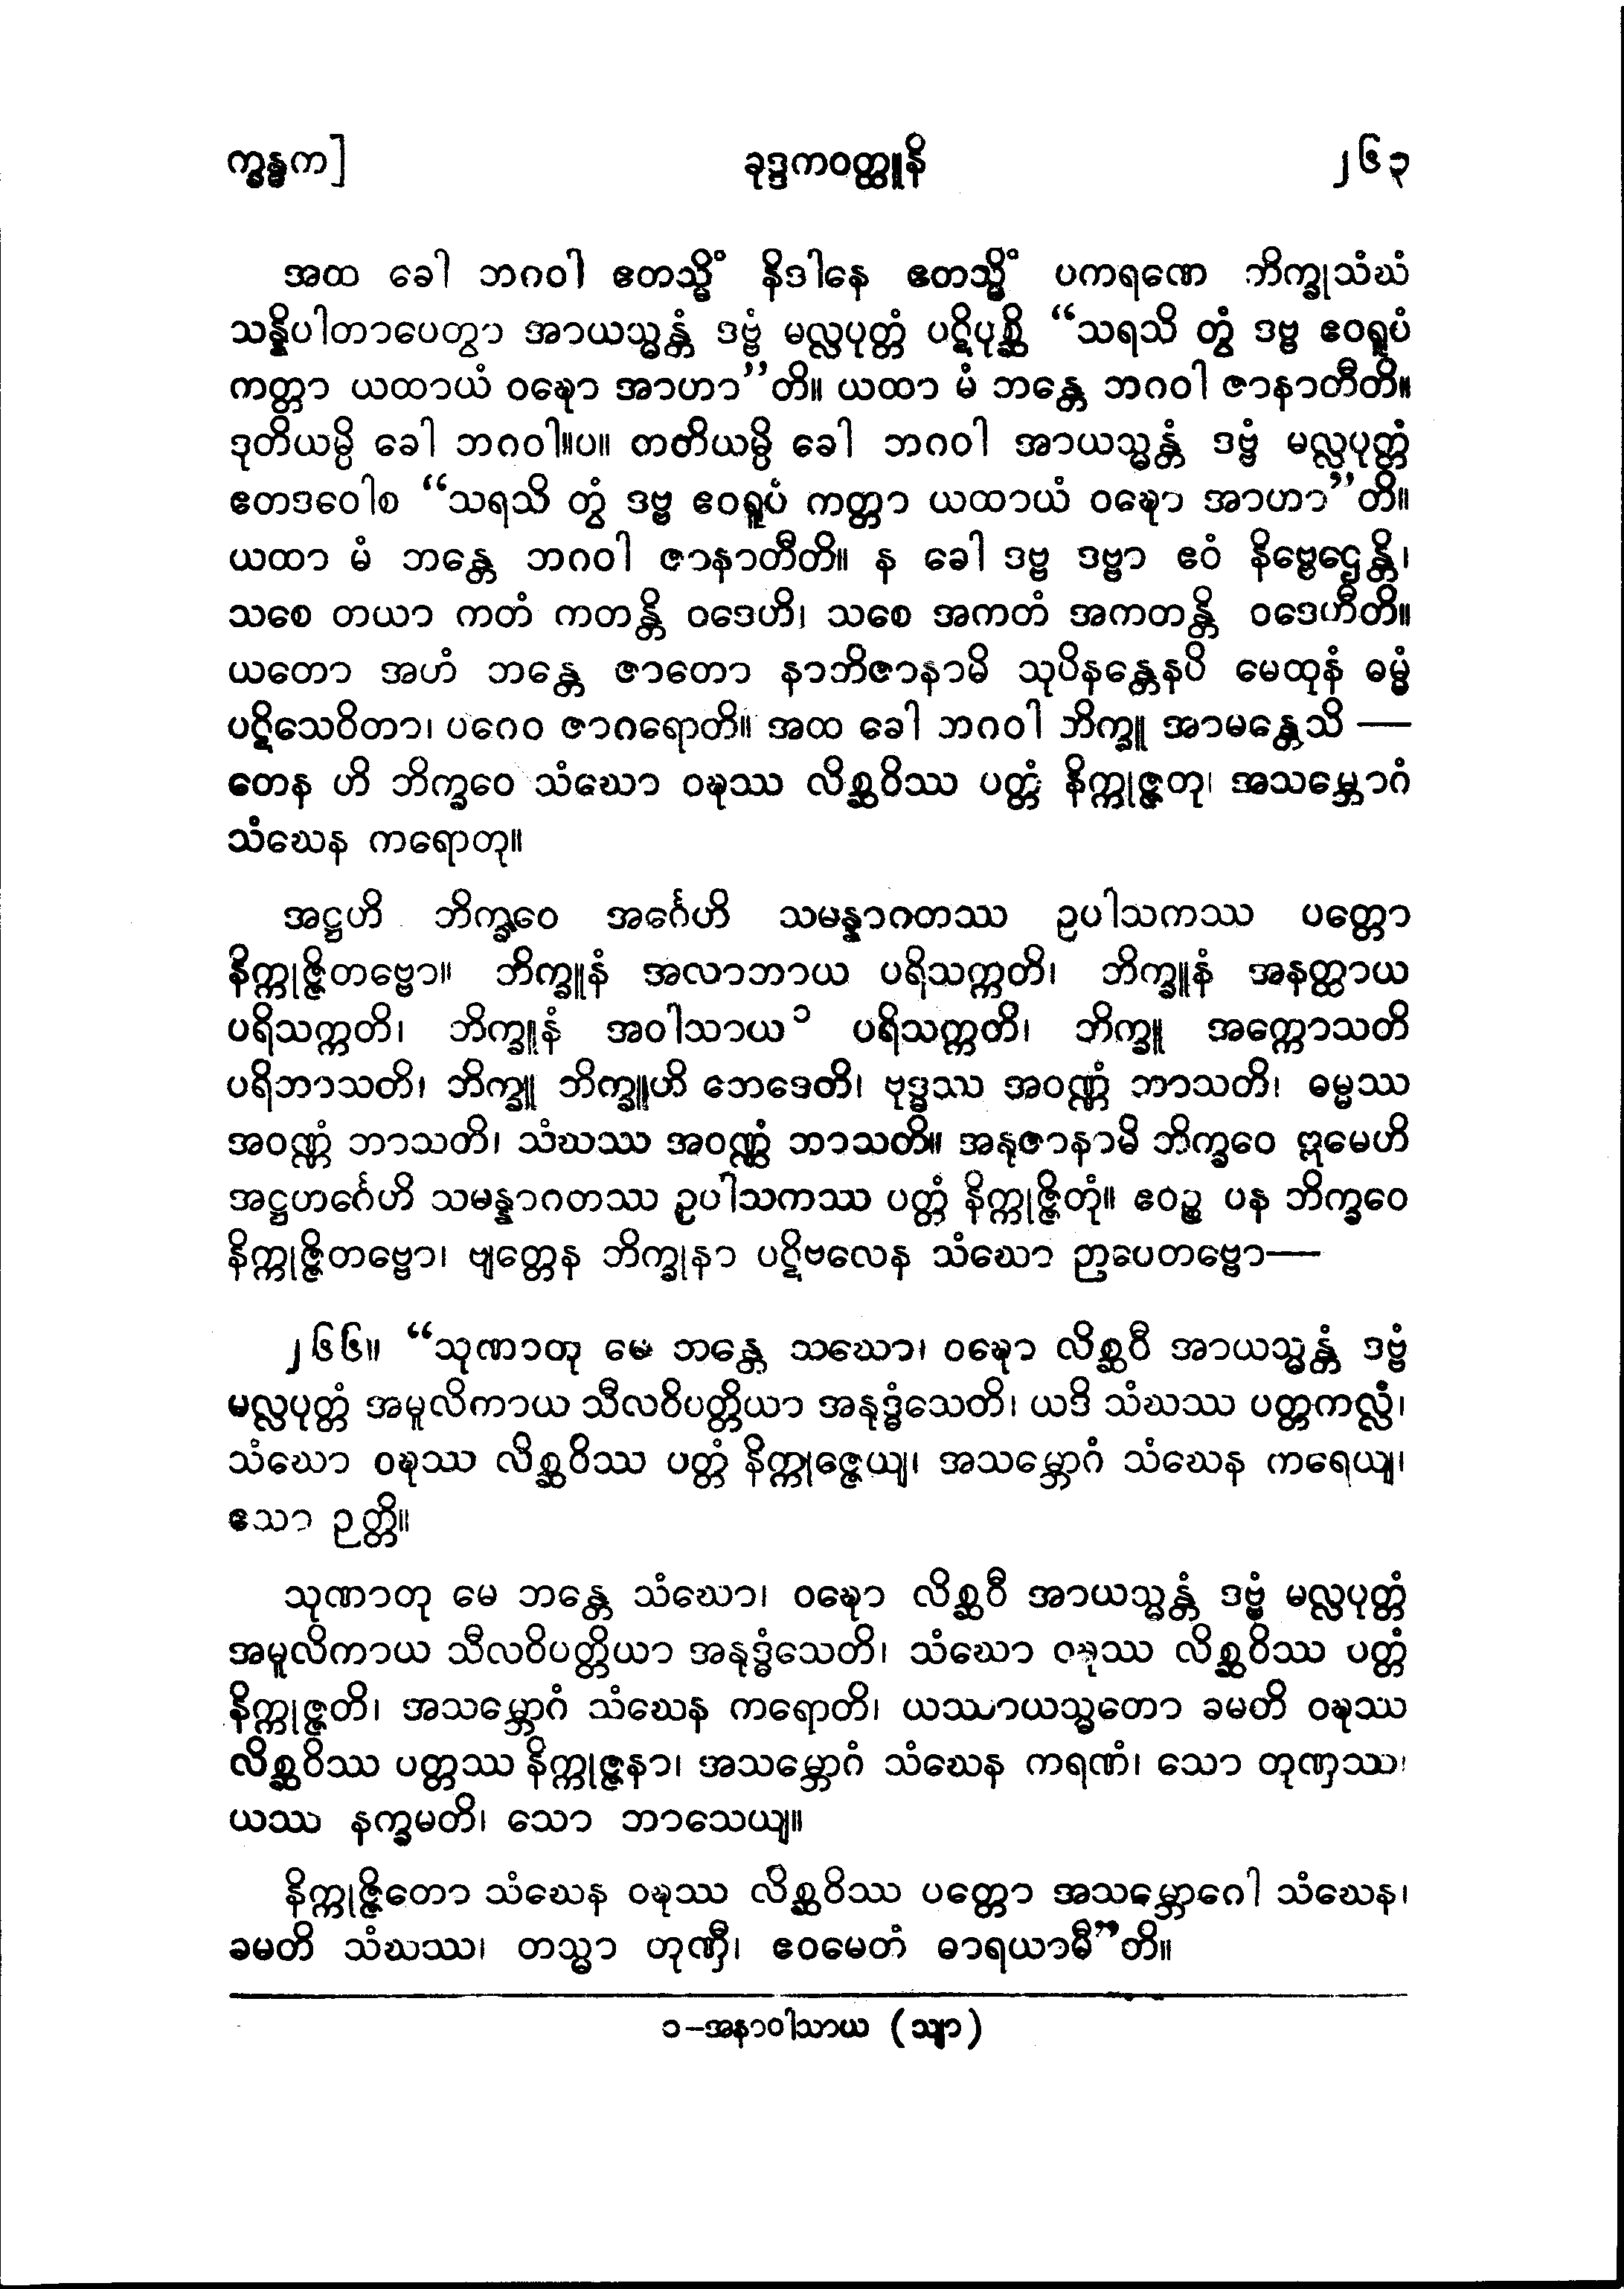 က္ခန္ဓက]
ခုဒ္ဒကဝတ္ထူနိ
၂၆၃
အထ ခေါ ဘဂဝါ ဧတသ္မိံ နိဒါနေ ဧတသ္မိံ ပကရဏေ ဘိက္ခုသံဃံ
သန္နိပါတာပေတွာ အာယသ္မန္တံ ဒဗ္ဗံ မလ္လပုတ္တံ ပဋိပုစ္ဆိ “သရသိ တွံ ဒဗ္ဗ ဧဝရူပံ
ကတ္တာ ယထာယံ ဝဍ္ဎော အာဟာ”တိ။ ယထာ မံ ဘန္တေ ဘဂဝါ ဇာနာတီတိ။
ဒုတိယမ္ပိ ခေါ ဘဂဝါ။ပ။ တတိယမ္ပိ ခေါ ဘဂဝါ အာယသ္မန္တံ ဒဗ္ဗံ မလ္လပုတ္တံ
ဧတဒဝေါစ “သရသိ တွံ ဒဗ္ဗ ဧဝရူပံ ကတ္တာ ယထာယံ ဝဍ္ဎော အာဟာ”တိ။
ယထာ မံ ဘန္တေ ဘဂဝါ ဇာနာတီတိ။ န ခေါ ဒဗ္ဗ ဒဗ္ဗာ ဧဝံ နိဗ္ဗေဌေန္တိ၊
သစေ တယာ ကတံ ကတန္တိ ဝဒေဟိ၊ သစေ အကတံ အကတန္တိ ဝဒေဟီတိ။
ယတော အဟံ ဘန္တေ ဇာတော နာဘိဇာနာမိ သုပိနန္တေနပိ မေထုနံ ဓမ္မံ
ပဋိသေဝိတာ၊ ပဂေဝ ဇာဂရောတိ။ အထ ခေါ ဘဂဝါ ဘိက္ခူ အာမန္တေသိ —
တေန ဟိ ဘိက္ခဝေ သံဃော ဝဍ္ဎဿ လိစ္ဆဝိဿ ပတ္တံ နိက္ကုဇ္ဇတု၊ အသမ္ဘောဂံ
သံဃေန ကရောတု။
အဋ္ဌဟိ ဘိက္ခဝေ အင်္ဂေဟိ သမန္နာဂတဿ ဥပါသကဿ ပတ္တော
နိက္ကုဇ္ဇိတဗ္ဗော။ ဘိက္ခူနံ အလာဘာယ ပရိသက္ကတိ၊ ဘိက္ခူနံ အနတ္ထာယ
ပရိသက္ကတိ၊ ဘိက္ခူနံ အဝါသာယ ၁ ပရိသက္ကတိ၊ ဘိက္ခူ အက္ကောသတိ
ပရိဘာသတိ၊ ဘိက္ခူ ဘိက္ခူဟိ ဘေဒေတိ၊ ဗုဒ္ဓဿ အဝဏ္ဏံ ဘာသတိ၊ ဓမ္မဿ
အဝဏ္ဏံ ဘာသတိ၊ သံဃဿ အဝဏ္ဏံ ဘာသတိ။ အနုဇာနာမိ ဘိက္ခဝေ ဣမေဟိ
အဋ္ဌဟင်္ဂေဟိ သမန္နာဂတဿ ဥပါသကဿ ပတ္တံ နိက္ကုဇ္ဇိတုံ။ ဧဝဉ္စ ပန ဘိက္ခဝေ
နိက္ကုဇ္ဇိတဗ္ဗော၊ ဗျတ္တေန ဘိက္ခုနာ ပဋိဗလေန သံဃော ဉာပေတဗ္ဗော—
၂၆၆။ “သုဏာတု မေ ဘန္တေ သဃော၊ ဝဍ္ဎော လိစ္ဆဝီ အာယသ္မန္တံ ဒဗ္ဗံ
မလ္လပုတ္တံ အမူလိကာယ သီလဝိပတ္တိယာ အနုဒ္ဓံသေတိ၊ ယဒိ သံဃဿ ပတ္တကလ္လံ၊
သံဃော ဝဍ္ဎဿ လိစ္ဆဝိဿ ပတ္တံ နိက္ကုဇ္ဇေယျ၊ အသမ္ဘောဂံ သံဃေန ကရေယျ၊
ဧသာ ဉတ္တိ။
သုဏာတု မေ ဘန္တေ သံဃော၊ ဝဍ္ဎော လိစ္ဆဝီ အာယသ္မန္တံ ဒဗ္ဗံ မလ္လပုတ္တံ
အမူလိကာယ သီလဝိပတ္တိယာ အနုဒ္ဓံသေတိ၊ သံဃော ဝဍ္ဎဿ လိစ္ဆဝိဿ ပတ္တံ
နိက္ကုဇ္ဇတိ၊ အသမ္ဘောဂံ သံဃေန ကရောတိ၊ ယဿာယသ္မတော ခမတိ ဝဍ္ဎဿ
လိစ္ဆဝိဿ ပတ္တဿ နိက္ကုဇ္ဇနာ၊ အသမ္ဘောဂံ သံဃေန ကရဏံ၊ သော တုဏှဿ၊
ယဿ နက္ခမတိ၊ သော ဘာသေယျ။
နိက္ကုဇ္ဇိတော သံဃေန ဝဍ္ဎဿ လိစ္ဆဝိဿ ပတ္တော အသမ္ဘောဂေါ သံဃေန၊
ခမတိ သံဃဿ၊ တသ္မာ တုဏှီ၊ ဧဝမေတံ ဓာရယာမီ”တိ။
၁–အနာဝါသာယ (သျာ)